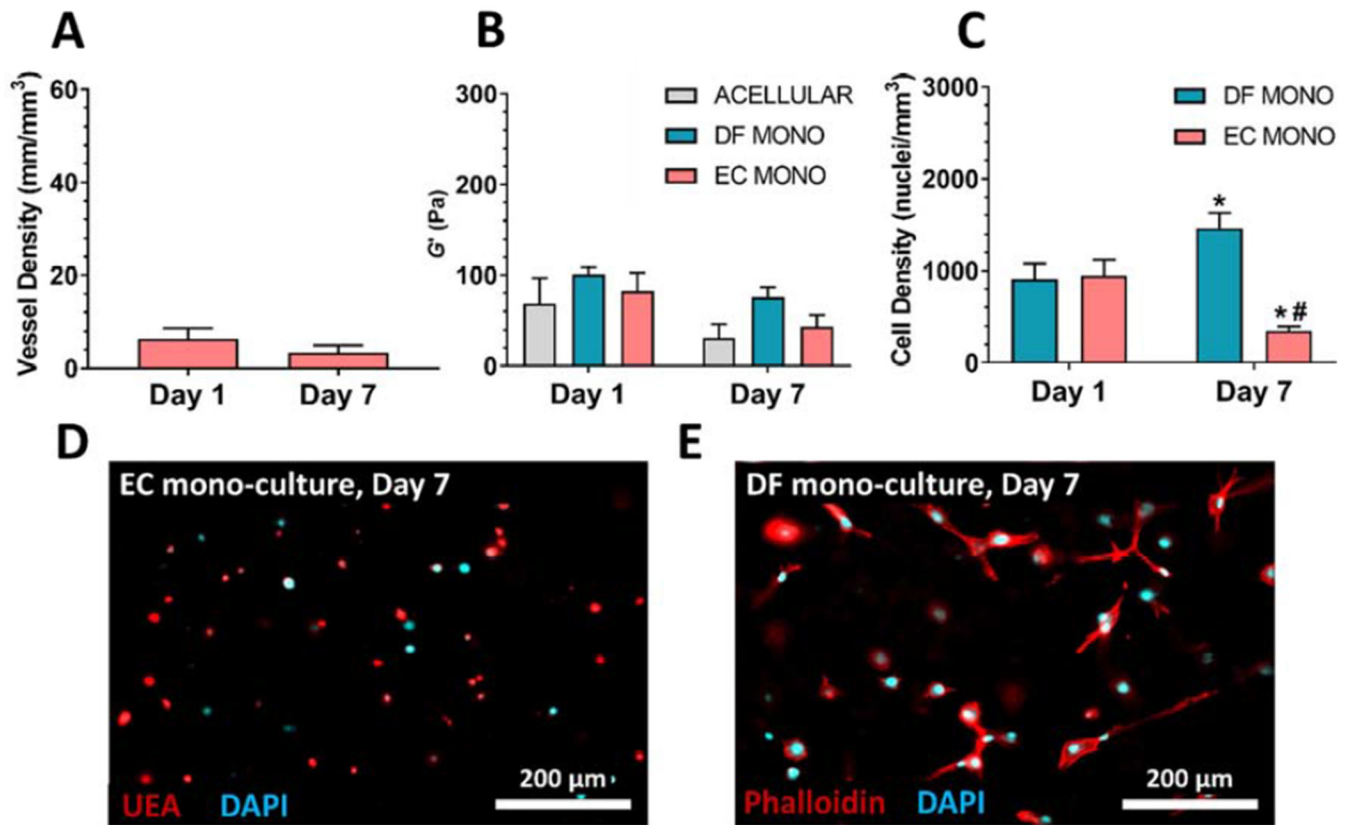 A
Vessel Density (mm/mm³)
60
40
20
0
Day 1 Day 7
B
G' (Pa)
300
200
100
0
ACELLULAR
DF MONO
EC MONO
Day 1 Day 7
C
Cell Density (nuclei/mm³)
3000
2000
1000
0
DF MONO
EC MONO
*
*#
Day 1 Day 7
D
EC mono-culture, Day 7
UEA DAPI
200 µm
E
DF mono-culture, Day 7
Phalloidin DAPI
200 µm